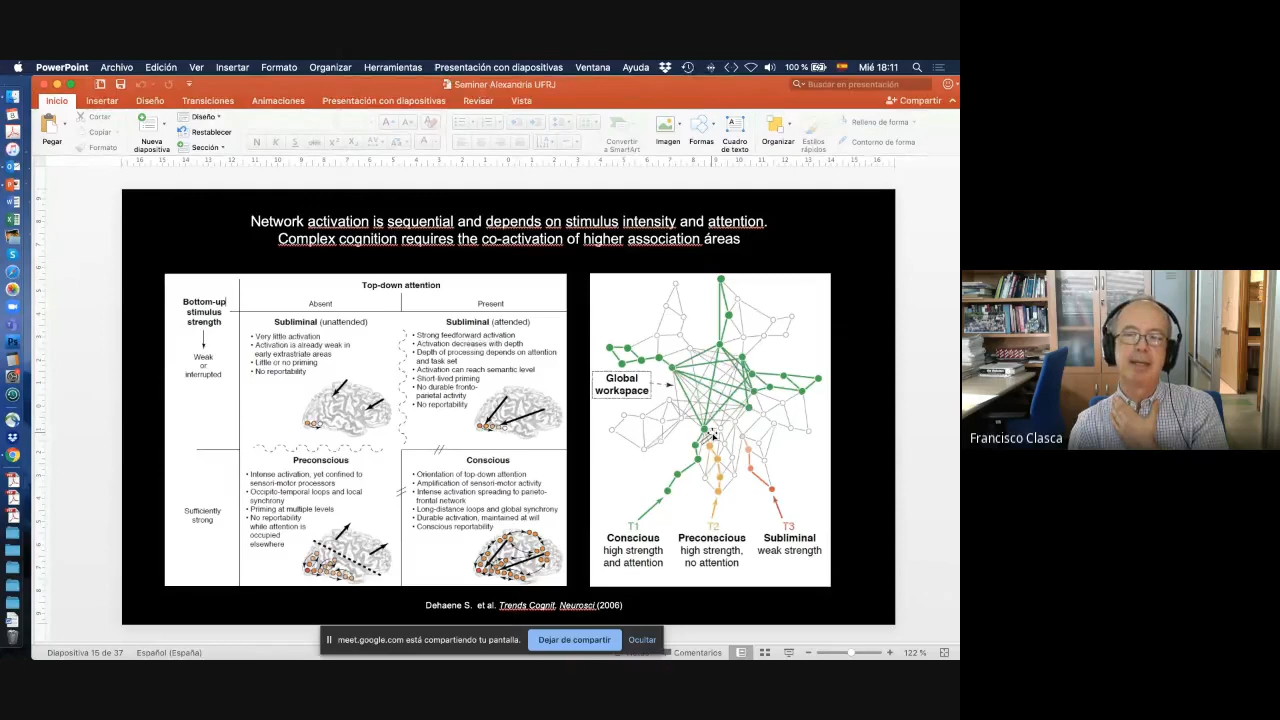 PowerPoint Archivo Edición Ver Insertar Formato Organizar Herramientas Presentación con diapositivas Ventana Ayuda 100 % Mié 18:11
Seminar Alexandria UFRJ
Buscar en presentación
Inicio Insertar Diseño Transiciones Animaciones Presentación con diapositivas Revisar Vista
Compartir
Pegar
Cortar
Copiar
Formato
Nueva diapositiva
Diseño
Restablecer
Sección
Convertir a SmartArt
Imagen
Formas
Cuadro de texto
Organizar
Estilos rápidos
Relleno de forma
Contorno de forma
Network activation is sequential and depends on stimulus intensity and attention.
Complex cognition requires the co-activation of higher association áreas
Top-down attention
Absent
Present
Bottom-up
stimulus
strength
Weak
or
interrupted
Sufficiently
strong
Subliminal (unattended)
• Very little activation
• Activation is already weak in
early extrastriate areas
• Little or no priming
• No reportability
Subliminal (attended)
• Strong feedforward activation
• Activation decreases with depth
• Depth of processing depends on attention
and task set
• Activation can reach semantic level
• Short-lived priming
• No durable fronto-
parietal activity
• No reportability
Preconscious
• Intense activation, yet confined to
sensori-motor processors
• Occipito-temporal loops and local
synchrony
• Priming at multiple levels
• No reportability
while attention is
occupied
elsewhere
Conscious
• Orientation of top-down attention
• Amplification of sensori-motor activity
• Intense activation spreading to parieto-
frontal network
• Long-distance loops and global synchrony
• Durable activation, maintained at will
• Conscious reportability
Global
workspace
T1
Conscious
high strength
and attention
T2
Preconscious
high strength,
no attention
T3
Subliminal
weak strength
Dehaene S. et al. Trends Cognit. Neurosci (2006)
meet.google.com está compartiendo tu pantalla.
Dejar de compartir
Ocultar
Diapositiva 15 de 37
Español (España)
Comentarios
122 %
Francisco Clasca